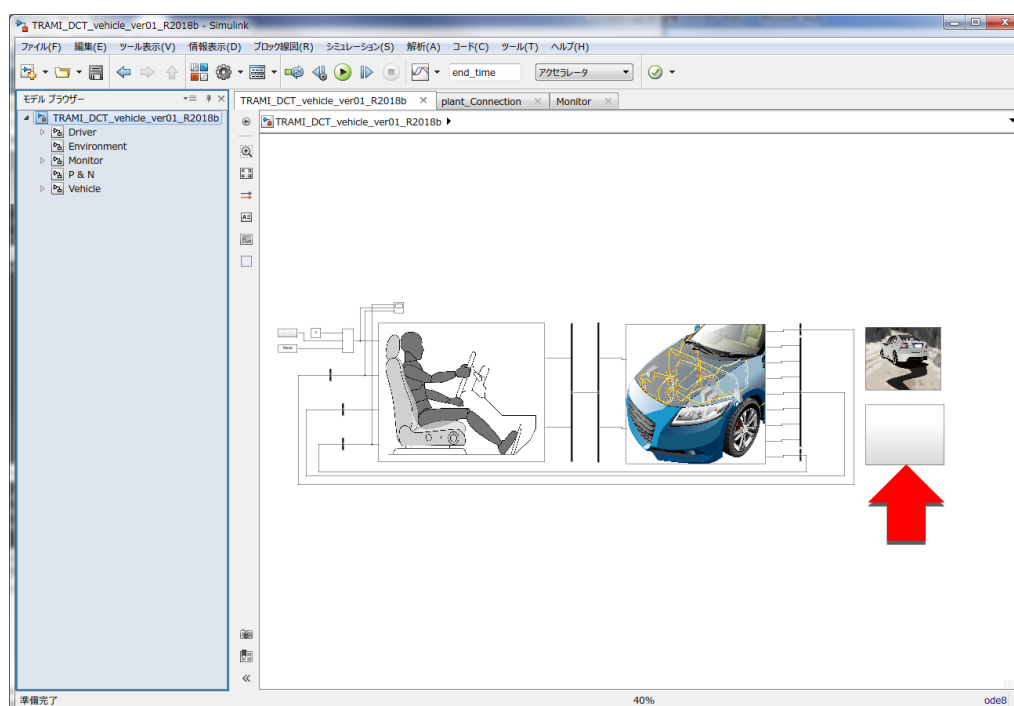 TRAMI_DCT_vehicle_ver01_R2018b - Simulink
ファイル(F) 編集(E) ツール表示(V) 情報表示(D) ブロック線図(R) シミュレーション(S) 解析(A) コード(C) ツール(T) ヘルプ(H)
end_time アクセラレータ
モデル ブラウザー
TRAMI_DCT_vehicle_ver01_R2018b
Driver
Environment
Monitor
P & N
Vehicle
TRAMI_DCT_vehicle_ver01_R2018b plant_Connection Monitor
TRAMI_DCT_vehicle_ver01_R2018b
準備完了 40% ode8